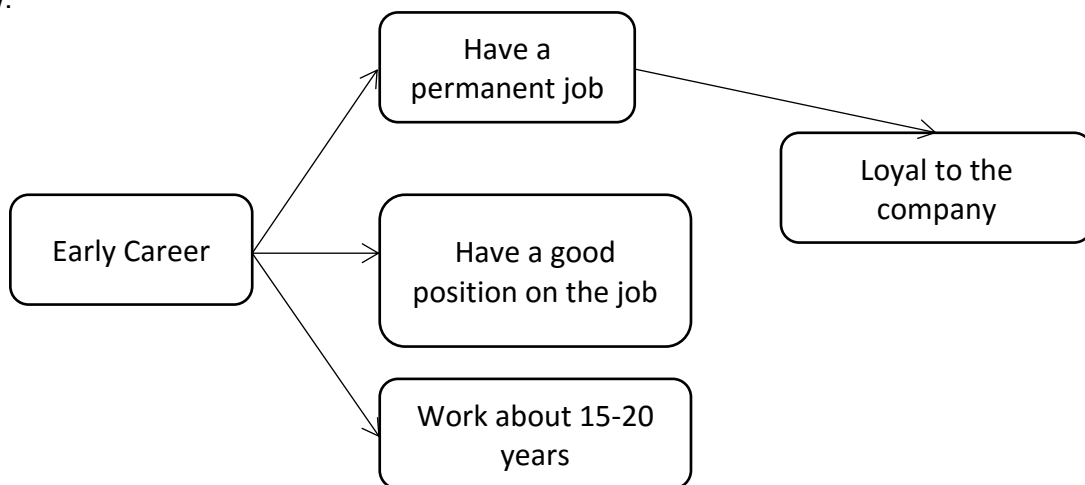 Have a
permanent job
Loyal to the
company
Early Career
Have a good
position on the job
Work about 15-20
years